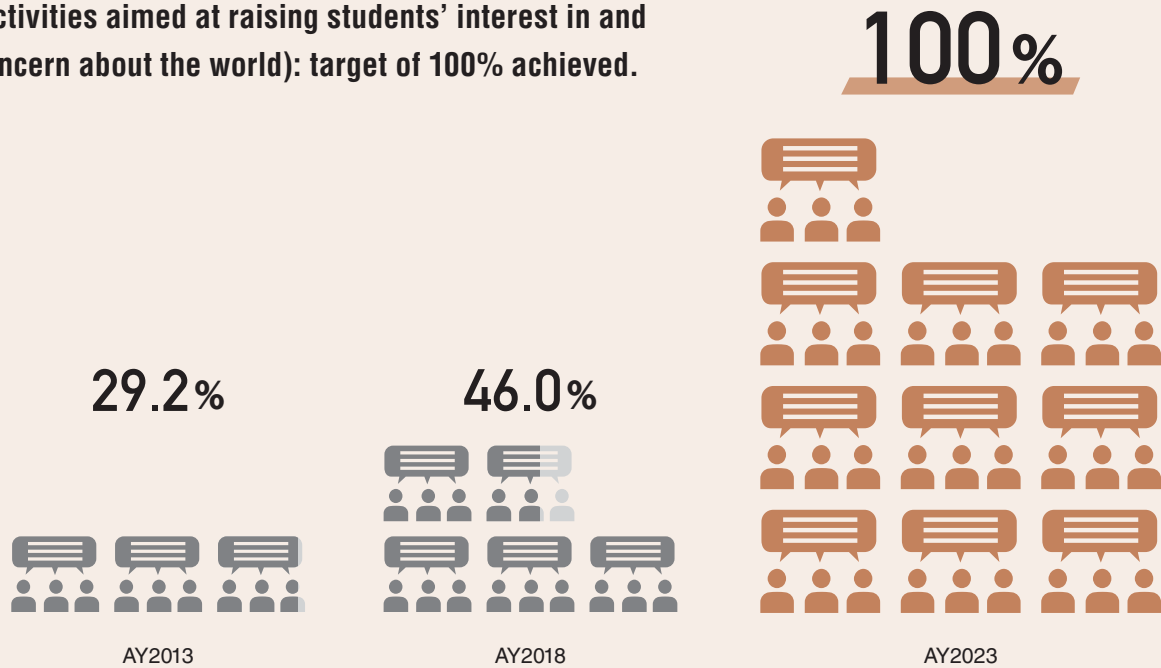 ctivities aimed at raising students’ interest in and
ncern about the world): target of 100% achieved.
100%
29.2%
46.0%
AY2013
AY2018
AY2023